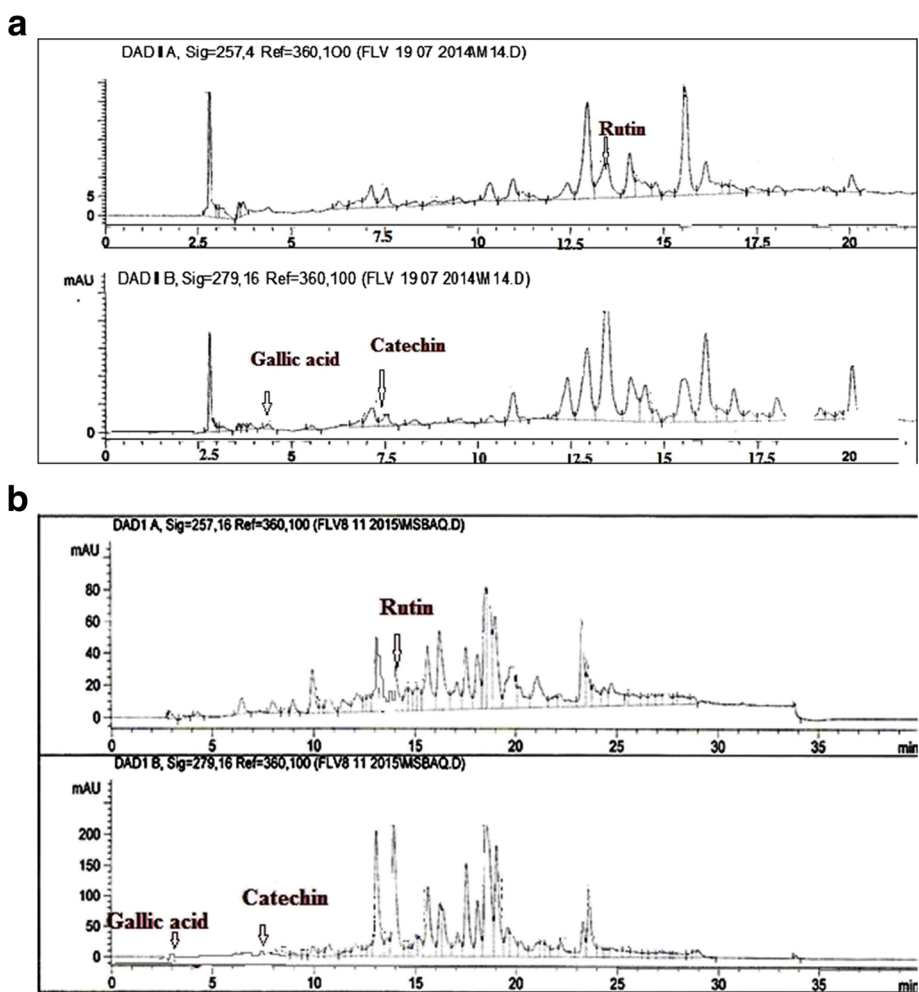 a
DAD1 A, Sig=257,4 Ref=360,100 (FLV 19 07 2014\M 14.D)
Rutin
5
0
0 2.5 5 7.5 10 12.5 15 17.5 20
mAU
DAD1 B, Sig=279,16 Ref=360,100 (FLV 19 07 2014\M 14.D)
Gallic acid
Catechin
0
0 2.5 5 7.5 10 12.5 15 17.5 20
b
DAD1 A, Sig=257,16 Ref=360,100 (FLV8 11 2015\MSBAQ.D)
mAU
Rutin
80
60
40
20
0
0 5 10 15 20 25 30 35 min
DAD1 B, Sig=279,16 Ref=360,100 (FLV8 11 2015\MSBAQ.D)
mAU
200
150
100
50
0
Gallic acid
Catechin
0 5 10 15 20 25 30 35 min